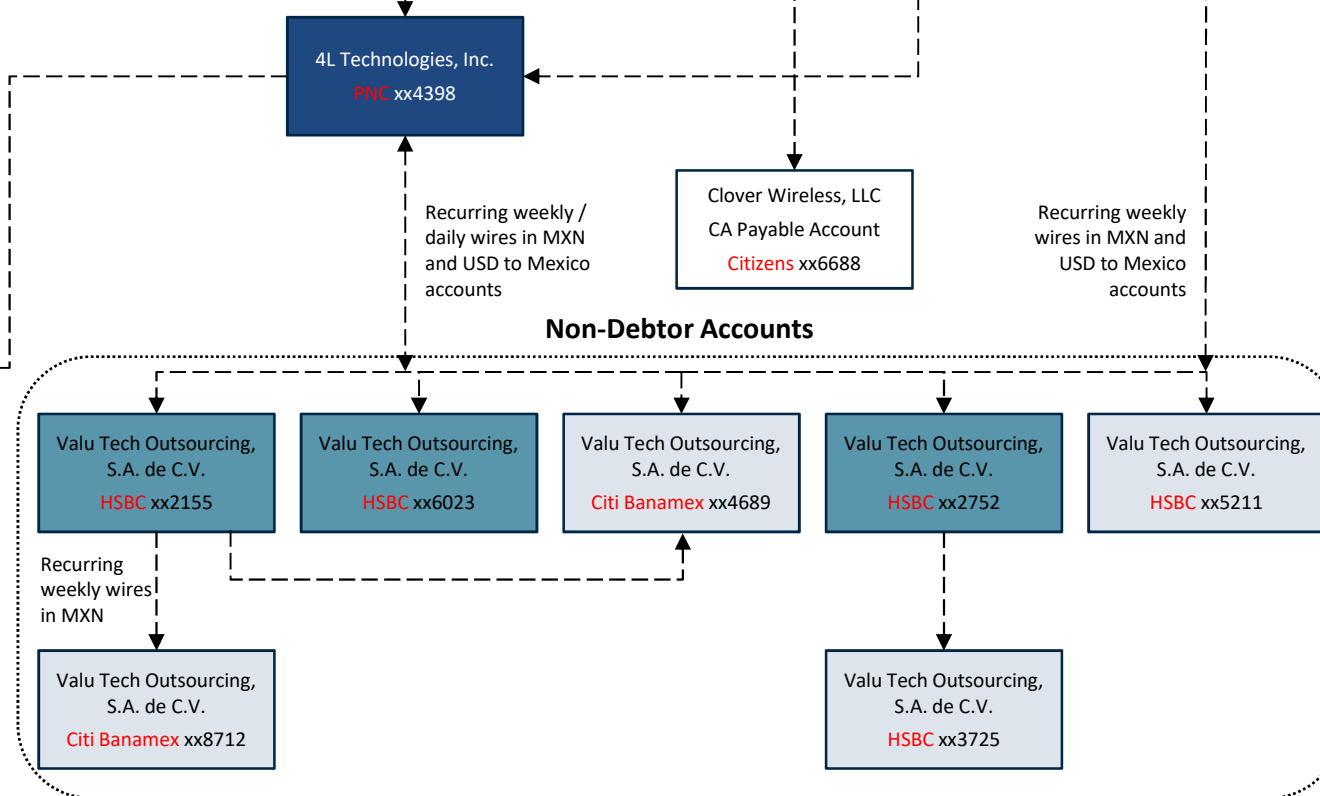 4L Technologies, Inc.
PNC xx4398
Clover Wireless, LLC
CA Payable Account
Citizens xx6688
Recurring weekly /
daily wires in MXN
and USD to Mexico
accounts
Recurring weekly
wires in MXN and
USD to Mexico
accounts
Non-Debtor Accounts
Valu Tech Outsourcing,
S.A. de C.V.
HSBC xx2155
Valu Tech Outsourcing,
S.A. de C.V.
HSBC xx6023
Valu Tech Outsourcing,
S.A. de C.V.
Citi Banamex xx4689
Valu Tech Outsourcing,
S.A. de C.V.
HSBC xx2752
Valu Tech Outsourcing,
S.A. de C.V.
HSBC xx5211
Recurring
weekly wires
in MXN
Valu Tech Outsourcing,
S.A. de C.V.
Citi Banamex xx8712
Valu Tech Outsourcing,
S.A. de C.V.
HSBC xx3725